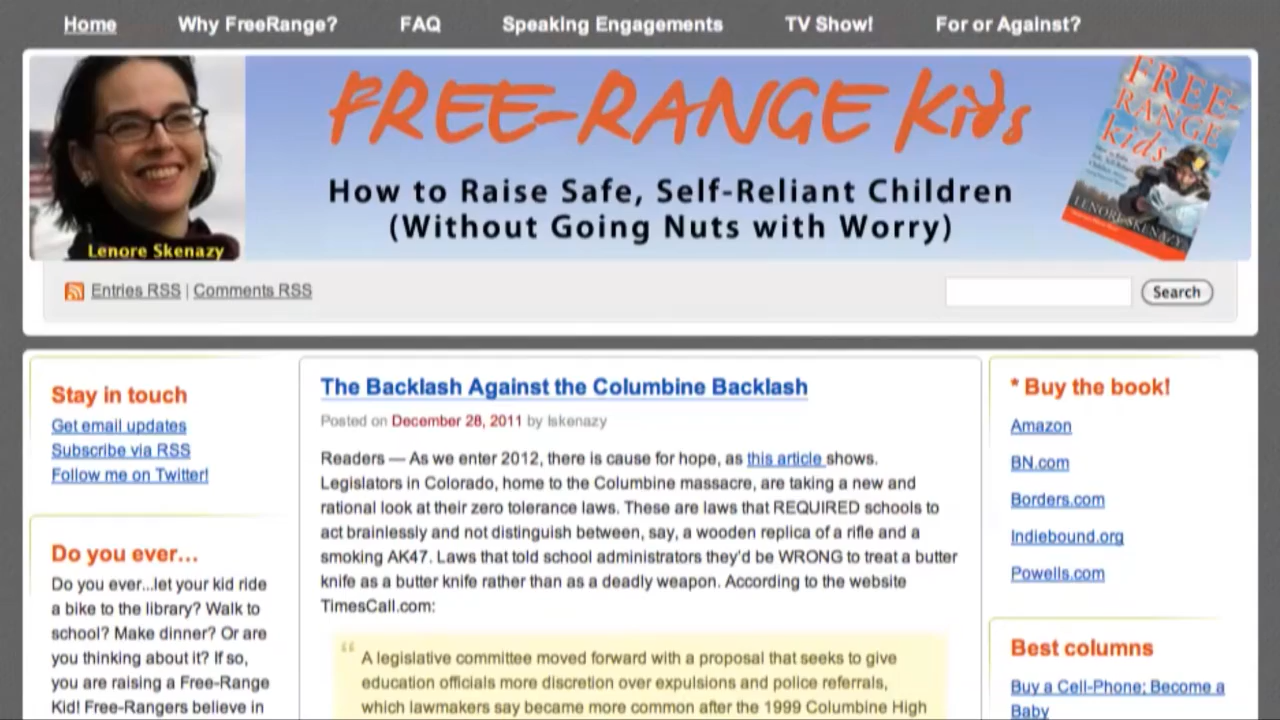 Home Why FreeRange? FAQ Speaking Engagements TV Show! For or Against?
FREE-RANGE Kids
How to Raise Safe, Self-Reliant Children
(Without Going Nuts with Worry)
Lenore Skenazy
FREE-
RANGE
kids
LENORE SKENAZY
Entries RSS | Comments RSS
Search
Stay in touch
Get email updates
Subscribe via RSS
Follow me on Twitter!
Do you ever...
Do you ever...let your kid ride
a bike to the library? Walk to
school? Make dinner? Or are
you thinking about it? If so,
you are raising a Free-Range
Kid! Free-Rangers believe in
The Backlash Against the Columbine Backlash
Posted on December 28, 2011 by lskenazy
Readers — As we enter 2012, there is cause for hope, as this article shows.
Legislators in Colorado, home to the Columbine massacre, are taking a new and
rational look at their zero tolerance laws. These are laws that REQUIRED schools to
act brainlessly and not distinguish between, say, a wooden replica of a rifle and a
smoking AK47. Laws that told school administrators they'd be WRONG to treat a butter
knife as a butter knife rather than as a deadly weapon. According to the website
TimesCall.com:
“ A legislative committee moved forward with a proposal that seeks to give
education officials more discretion over expulsions and police referrals,
which lawmakers say became more common after the 1999 Columbine High
* Buy the book!
Amazon
BN.com
Borders.com
Indiebound.org
Powells.com
Best columns
Buy a Cell-Phone; Become a
Baby